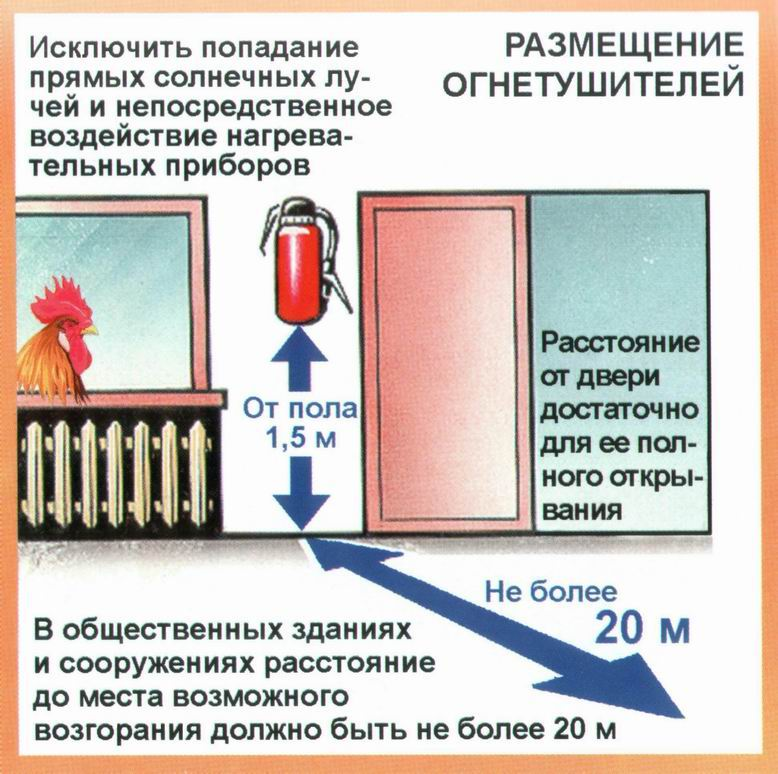 Исключить попадание
прямых солнечных лу-
чей и непосредственное
воздействие нагрева-
тельных приборов
РАЗМЕЩЕНИЕ
ОГНЕТУШИТЕЛЕЙ
От пола
1,5 м
Расстояние
от двери
достаточно
для ее пол-
ного откры-
вания
Не более
20 м
В общественных зданиях
и сооружениях расстояние
до места возможного
возгорания должно быть не более 20 м